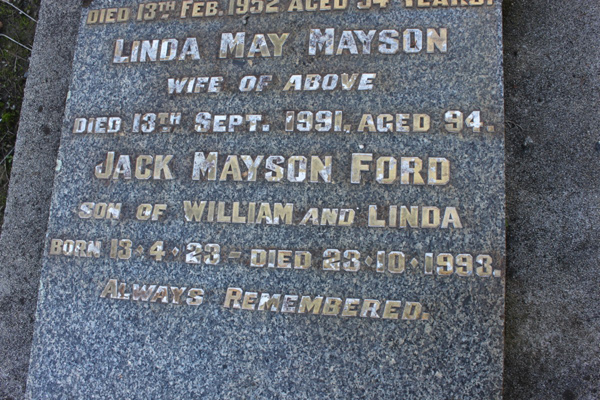 DIED 13TH FEB. 1952 AGED 54 YEARS.
LINDA MAY MAYSON
WIFE OF ABOVE
DIED 13TH SEPT. 1991, AGED 94.
JACK MAYSON FORD
SON OF WILLIAM AND LINDA
BORN 13·4·23 - DIED 23·10·1993.
ALWAYS REMEMBERED.